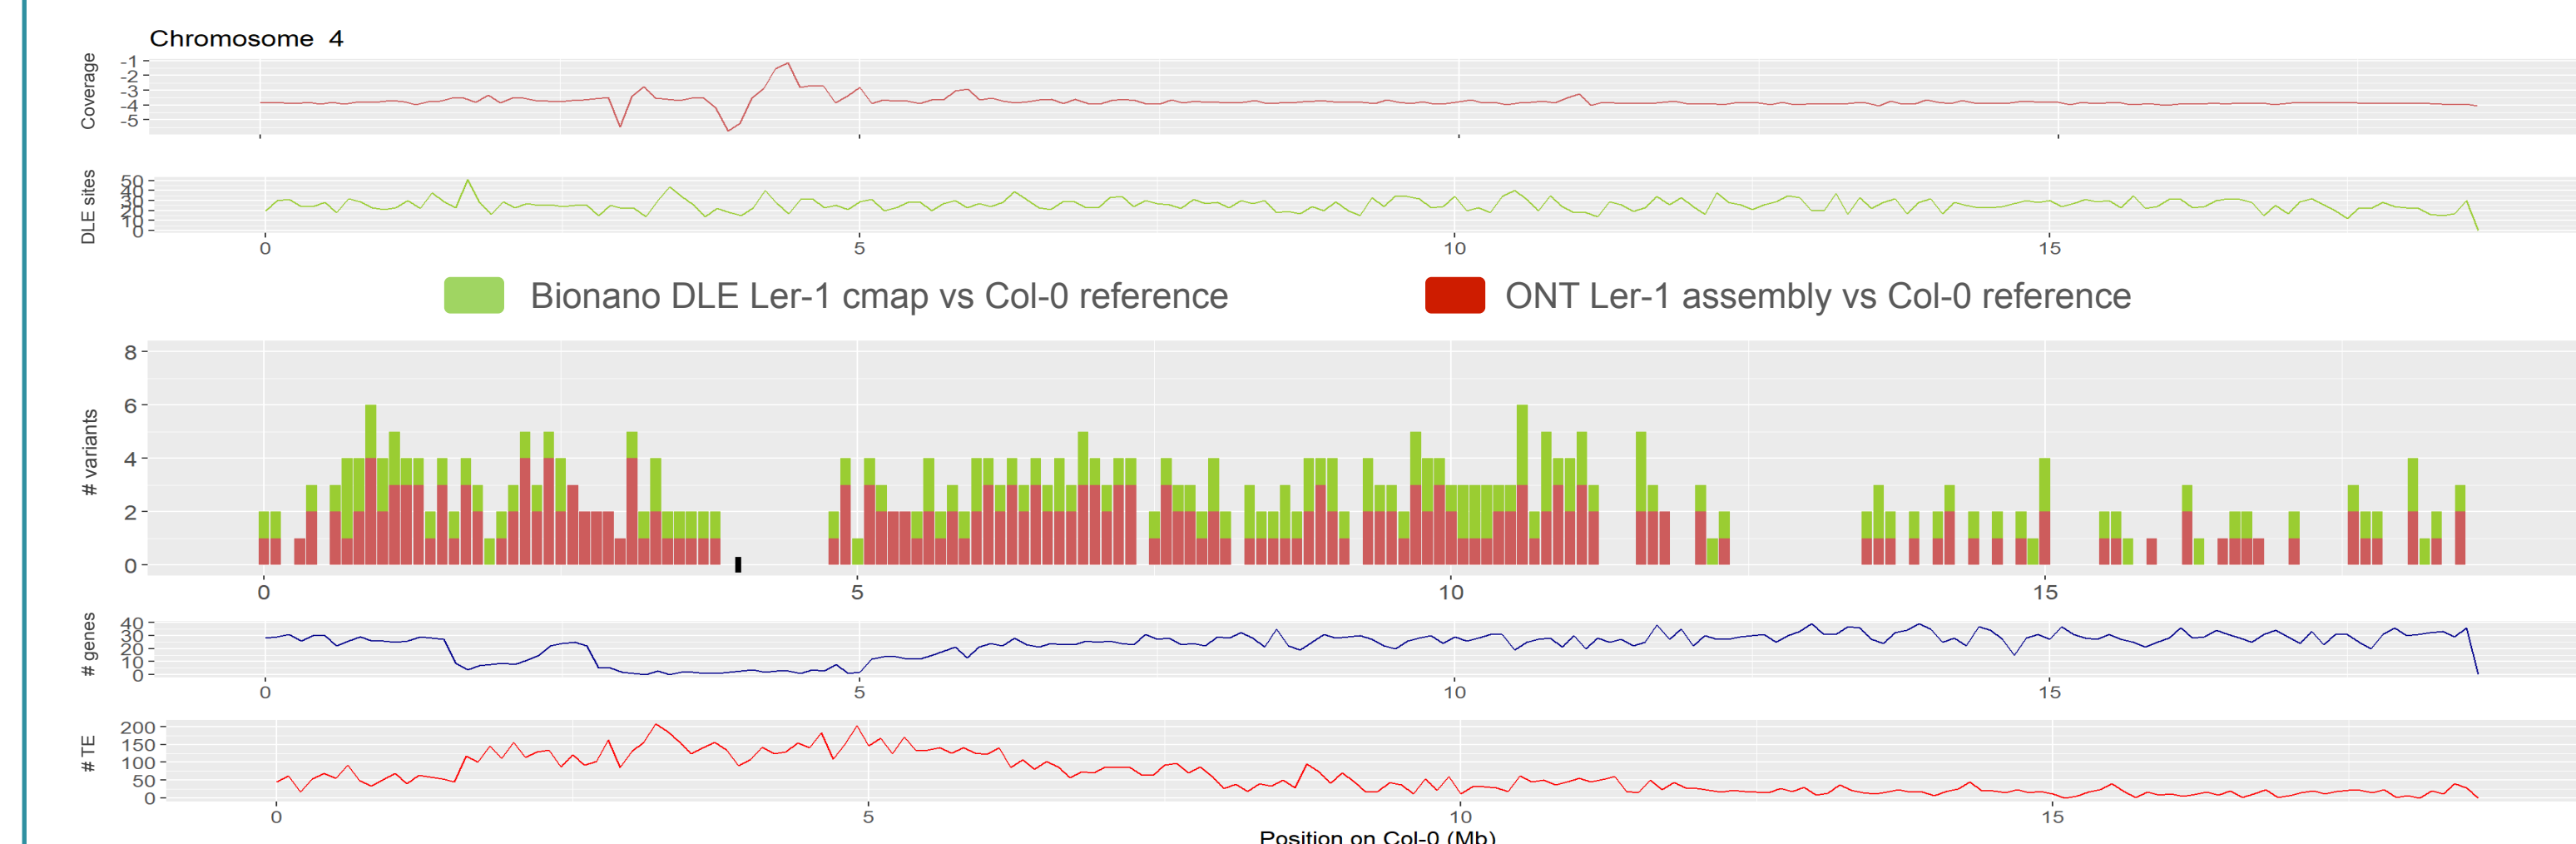 Chromosome 4
Coverage
-1
-2
-3
-4
-5
DLE sites
50
40
30
20
10
0
0 5 10 15
Bionano DLE Ler-1 cmap vs Col-0 reference
ONT Ler-1 assembly vs Col-0 reference
# variants
8
6
4
2
0
0 5 10 15
# genes
40
30
20
10
0
0 5 10 15
# TE
200
150
100
50
0
0 5 10 15
Position on Col-0 (Mb)